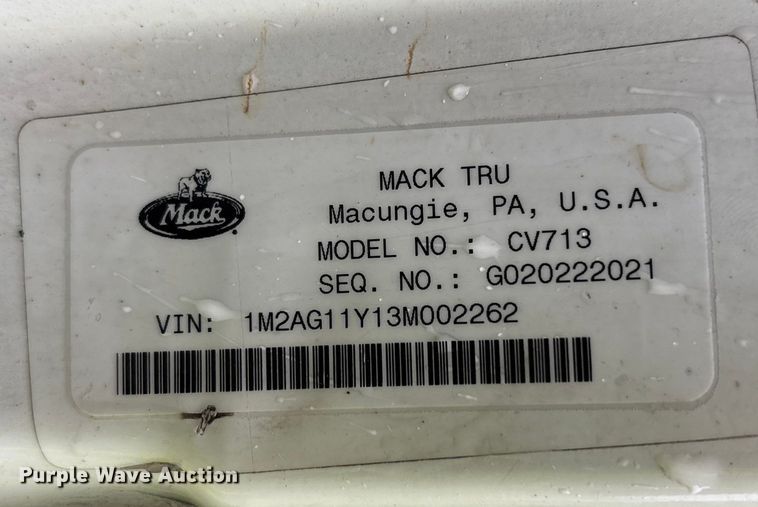 MACK TRU
Mack
Macungie, PA, U.S.A.
MODEL NO.: CV713
SEQ. NO.: G020222021
VIN: 1M2AG11Y13M002262
Purple Wave Auction